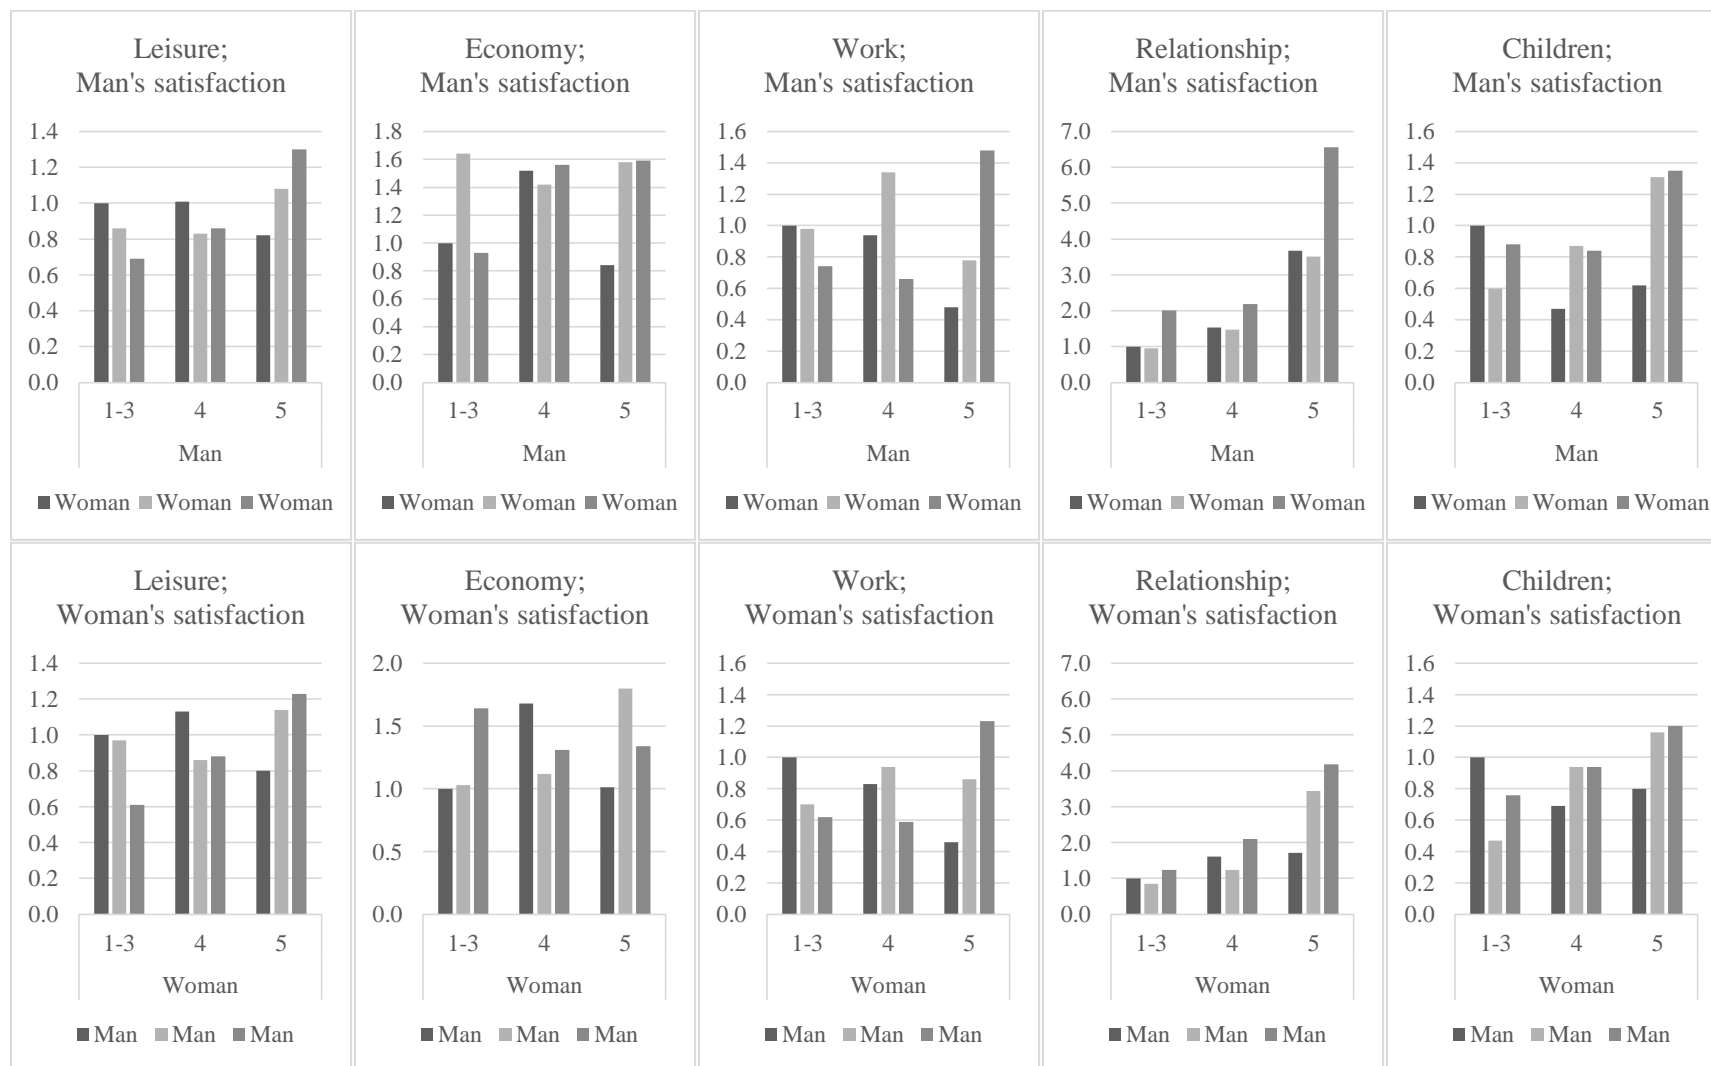 Leisure;
Man's satisfaction
1.4
1.2
1.0
0.8
0.6
0.4
0.2
0.0
1-3 4 5
Man
Woman Woman Woman
Economy;
Man's satisfaction
1.8
1.6
1.4
1.2
1.0
0.8
0.6
0.4
0.2
0.0
1-3 4 5
Man
Woman Woman Woman
Work;
Man's satisfaction
1.6
1.4
1.2
1.0
0.8
0.6
0.4
0.2
0.0
1-3 4 5
Man
Woman Woman Woman
Relationship;
Man's satisfaction
7.0
6.0
5.0
4.0
3.0
2.0
1.0
0.0
1-3 4 5
Man
Woman Woman Woman
Children;
Man's satisfaction
1.6
1.4
1.2
1.0
0.8
0.6
0.4
0.2
0.0
1-3 4 5
Man
Woman Woman Woman
Leisure;
Woman's satisfaction
1.4
1.2
1.0
0.8
0.6
0.4
0.2
0.0
1-3 4 5
Woman
Man Man Man
Economy;
Woman's satisfaction
2.0
1.5
1.0
0.5
0.0
1-3 4 5
Woman
Man Man Man
Work;
Woman's satisfaction
1.6
1.4
1.2
1.0
0.8
0.6
0.4
0.2
0.0
1-3 4 5
Woman
Man Man Man
Relationship;
Woman's satisfaction
7.0
6.0
5.0
4.0
3.0
2.0
1.0
0.0
1-3 4 5
Woman
Man Man Man
Children;
Woman's satisfaction
1.6
1.4
1.2
1.0
0.8
0.6
0.4
0.2
0.0
1-3 4 5
Woman
Man Man Man